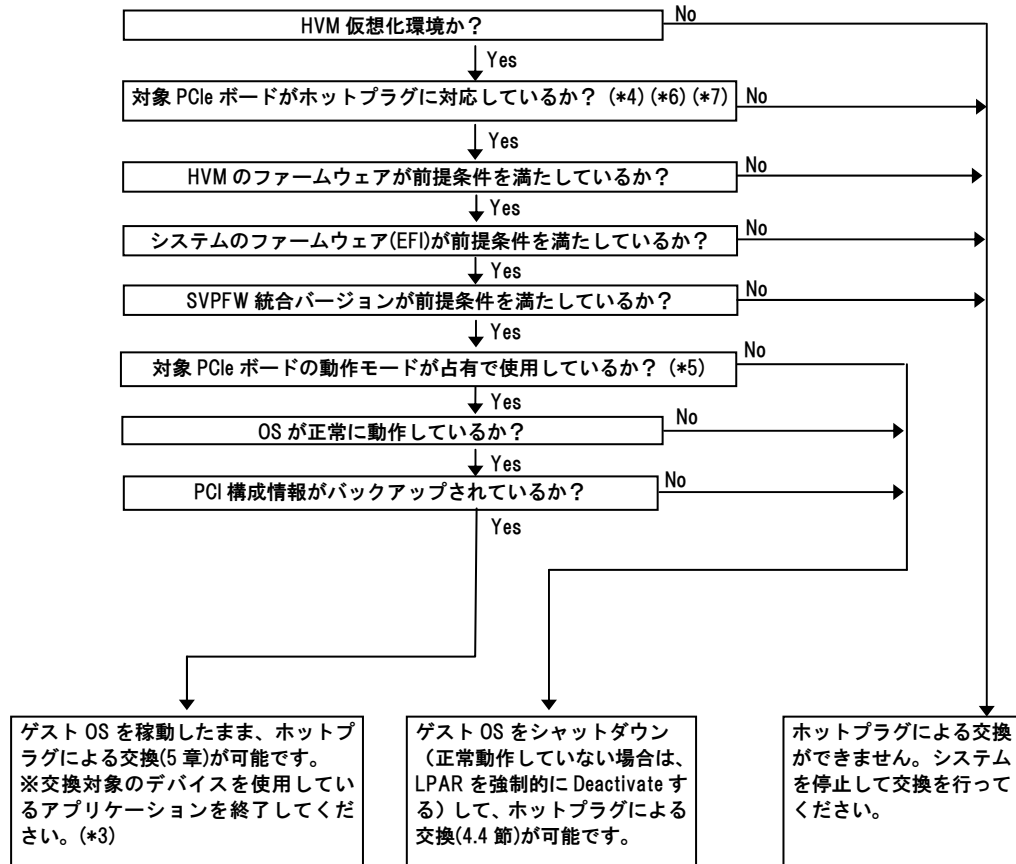 HVM 仮想化環境か？
No
Yes
対象 PCIe ボードがホットプラグに対応しているか？ (*4)(*6)(*7)
No
Yes
HVM のファームウェアが前提条件を満たしているか？
No
Yes
システムのファームウェア(EFI)が前提条件を満たしているか？
No
Yes
SVPFW 統合バージョンが前提条件を満たしているか？
No
Yes
対象 PCIe ボードの動作モードが占有で使用しているか？ (*5)
No
Yes
OS が正常に動作しているか？
No
Yes
PCI 構成情報がバックアップされているか？
No
Yes
ゲスト OS を稼動したまま、ホットプ
ラグによる交換(5 章)が可能です。
※交換対象のデバイスを使用してい
るアプリケーションを終了してくだ
さい。(*3)
ゲスト OS をシャットダウン
（正常動作していない場合は、
LPAR を強制的に Deactivate す
る）して、ホットプラグによる
交換(4.4 節)が可能です。
ホットプラグによる交換
ができません。システム
を停止して交換を行って
ください。